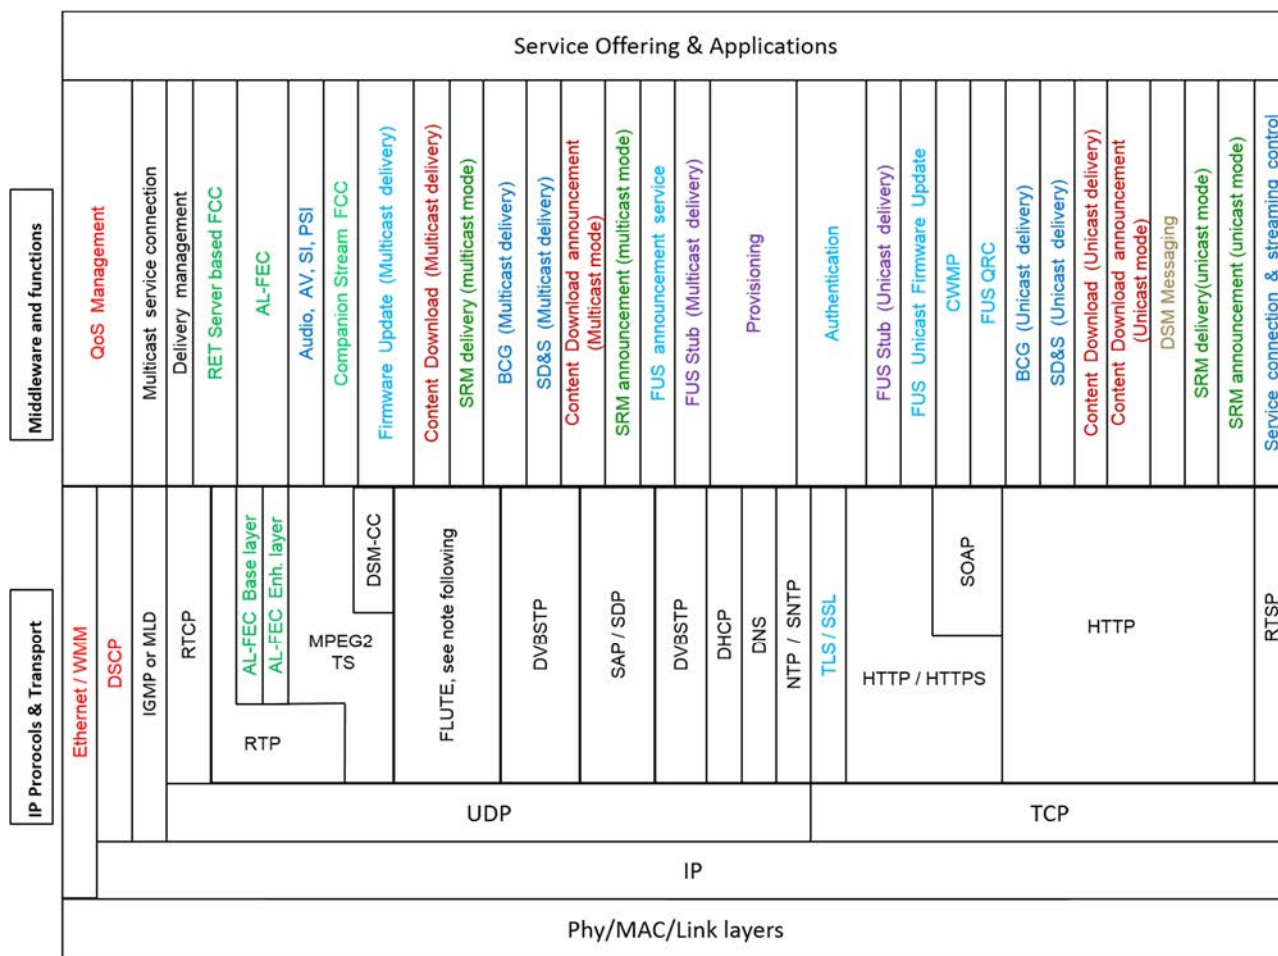 Service Offering & Applications
Middleware and functions
QoS Management
Multicast service connection
Delivery management
RET Server based FCC
AL-FEC
Audio, AV, SI, PSI
Companion Stream FCC
Firmware Update (Multicast delivery)
Content Download (Multicast delivery)
SRM delivery (multicast mode)
BCG (Multicast delivery)
SD&S (Multicast delivery)
Content Download announcement
(Multicast mode)
SRM announcement (multicast mode)
FUS announcement service
FUS Stub (Multicast delivery)
Provisioning
Authentication
FUS Stub (Unicast delivery)
FUS Unicast Firmware Update
CWMP
FUS QRC
BCG (Unicast delivery)
SD&S (Unicast delivery)
Content Download (Unicast delivery)
Content Download announcement
(Unicast mode)
DSM Messaging
SRM delivery(unicast mode)
SRM announcement (unicast mode)
Service connection & streaming control
IP Prorocols & Transport
Ethernet / WMM
DSCP
IGMP or MLD
RTCP
AL-FEC Base layer
AL-FEC Enh. layer
RTP
MPEG2
TS
DSM-CC
FLUTE, see note following
DVBSTP
SAP / SDP
DVBSTP
DHCP
DNS
NTP / SNTP
TLS / SSL
HTTP / HTTPS
SOAP
HTTP
RTSP
UDP
TCP
IP
Phy/MAC/Link layers